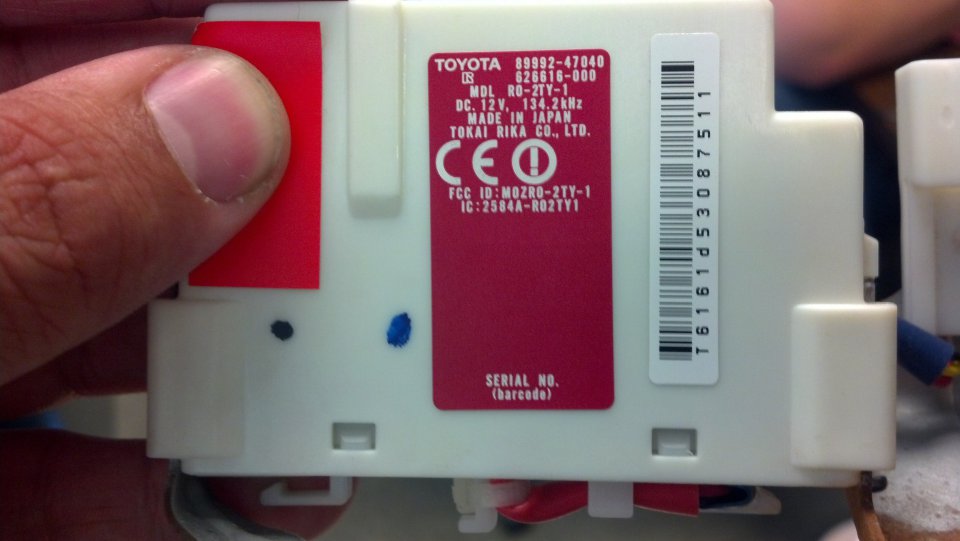 TOYOTA 89992-47040
R 626616-000
MDL RO-2TY-1
DC.12V, 134.2kHz
MADE IN JAPAN
TOKAI RIKA CO., LTD.
CE
FCC ID:MOZRO-2TY-1
IC:2584A-RO2TY1
SERIAL NO.
(barcode)
T6161d53087511